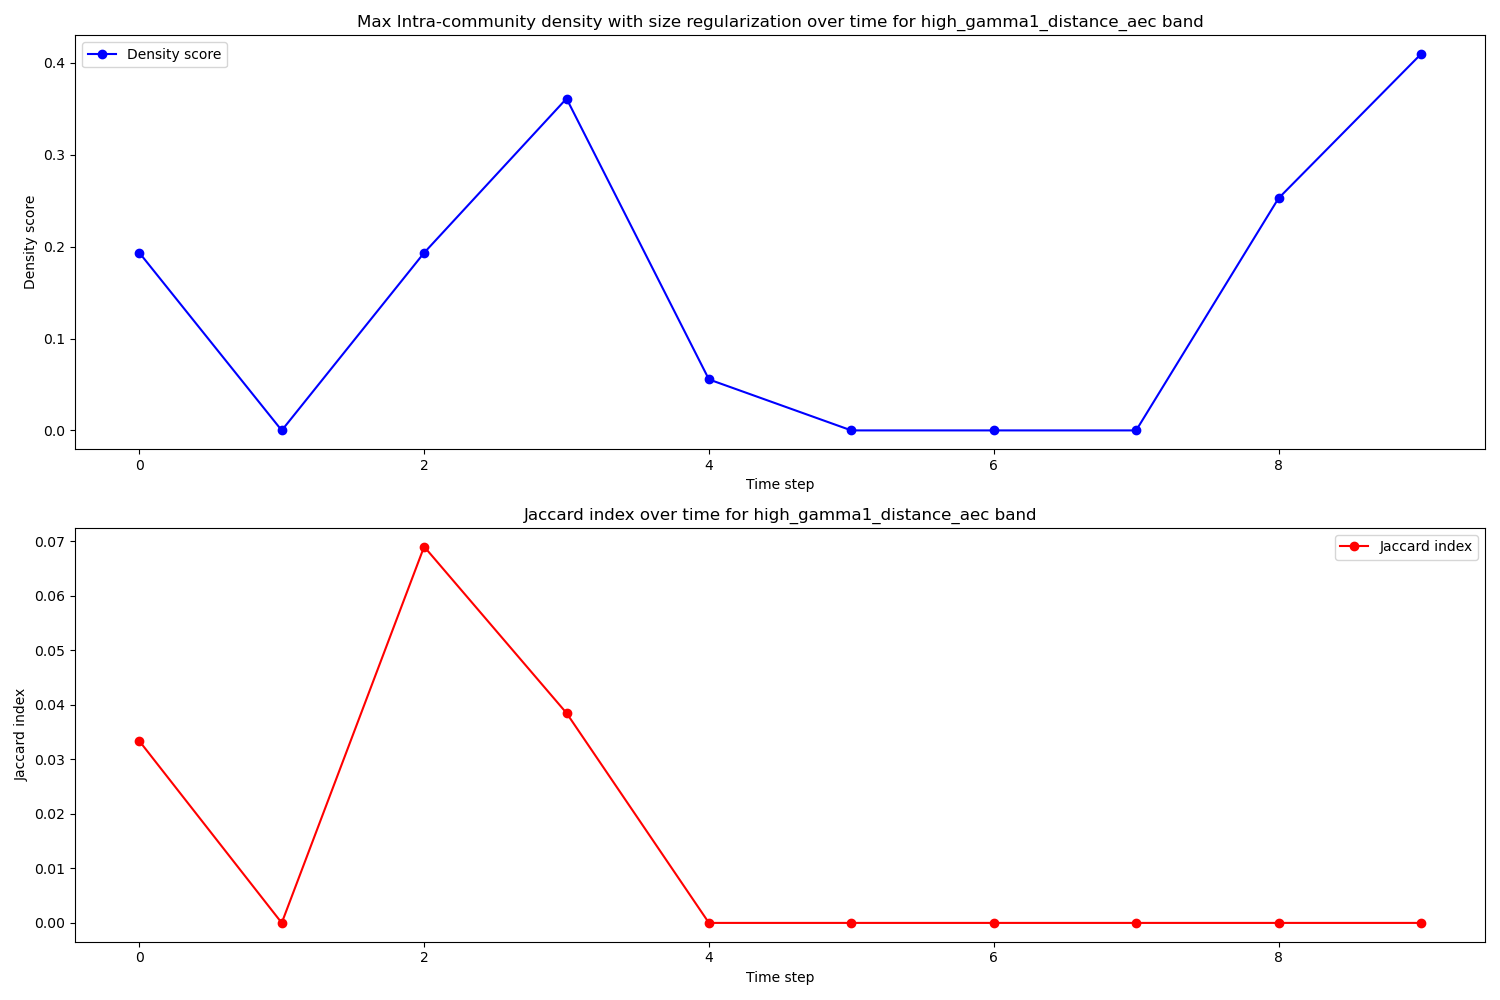 Max Intra-community density with size regularization over time for high_gamma1_distance_aec band
Density score
0.4
0.3
0.2
0.1
0.0
Density score
0 2 4 6 8
Time step
Jaccard index over time for high_gamma1_distance_aec band
Jaccard index
0.07
0.06
0.05
0.04
0.03
0.02
0.01
0.00
Jaccard index
0 2 4 6 8
Time step